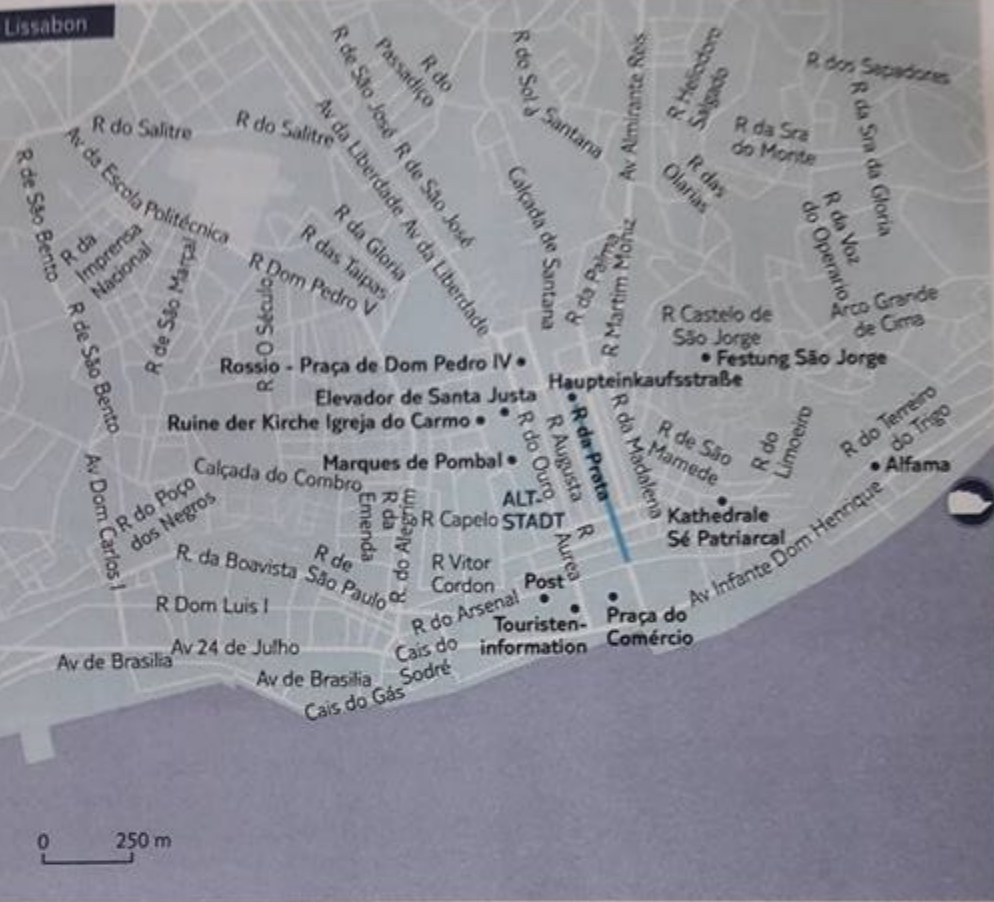 Lissabon
R de São José
R do
Passadiço
R do Sol à Santana
Av Almirante Reis
R Heliodoro
Salgado
R dos Sapadores
R da Sra da Gloria
R do Salitre
R do Salitre
Av da Liberdade
R de São José
R da Sra
do Monte
Av da Escola Politécnica
R de São Bento
R da
Imprensa
Nacional
R de São Marçal
R da Gloria
R das Taipas
R Dom Pedro V
Av da Liberdade
Calçada de Santana
R das
Olarias
R da Voz
do Operario
R da Palma
R Martim Moniz
Arco Grande
de Cima
R O Século
R de São Bento
R Castelo de
São Jorge
Festung São Jorge
Rossio - Praça de Dom Pedro IV
Haupteinkaufsstraße
Elevador de Santa Justa
Ruine der Kirche Igreja do Carmo
R do Ouro
R Augusta
R da Prata
R da Madalena
R de São
Mamede
R do
Limoeiro
R do Terreiro
do Trigo
Alfama
Marques de Pombal
Calçada do Combro
Av Dom Carlos I
R do Poço
dos Negros
R da
Emenda
R do Alegrim
R Capelo
ALT-
STADT
R
Aurea
Kathedrale
Sé Patriarcal
Av Infante Dom Henrique
R. da Boavista
R de
São Paulo
R Vitor
Cordon
Post
R Dom Luis I
R do Arsenal
Touristen-
information
Praça do
Comércio
Av 24 de Julho
Av de Brasilia
Av de Brasilia
Cais do
Sodré
Cais do Gás
0 250 m